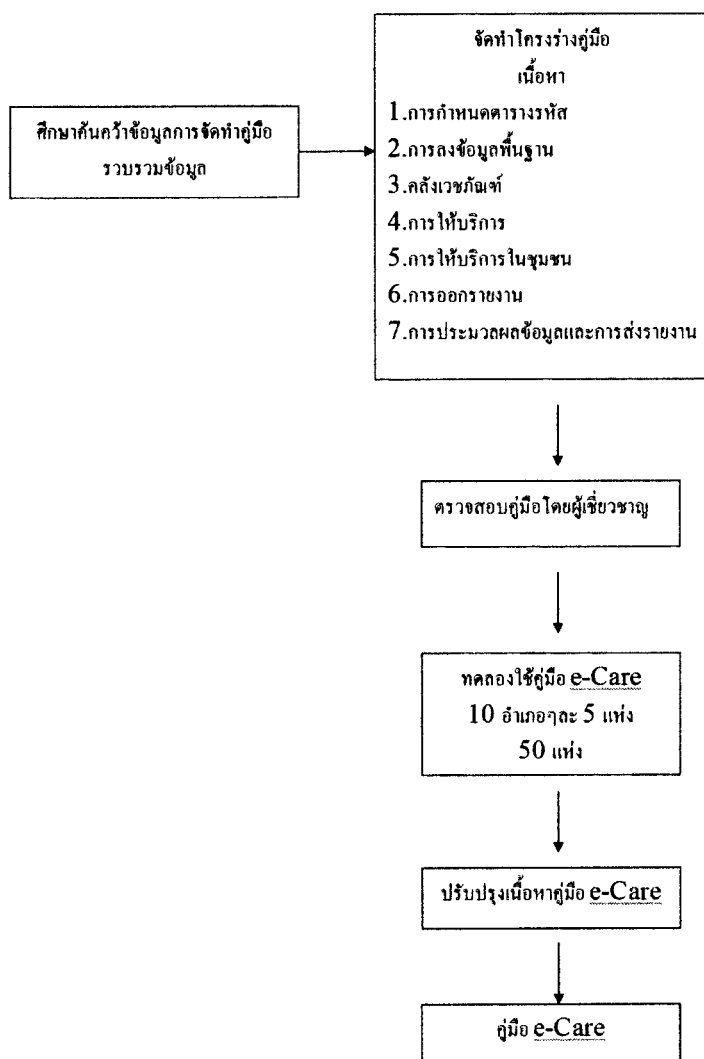 ศึกษาค้นคว้าข้อมูลการจัดทำคู่มือ
รวบรวมข้อมูล
จัดทำโครงร่างคู่มือ
เนื้อหา
1.การกำหนดตารางรหัส
2.การลงข้อมูลพื้นฐาน
3.คลังเวชภัณฑ์
4.การให้บริการ
5.การให้บริการในชุมชน
6.การออกรายงาน
7.การประมวลผลข้อมูลและการส่งรายงาน
ตรวจสอบคู่มือโดยผู้เชี่ยวชาญ
ทดลองใช้คู่มือ e-Care
10 อำเภอๆละ 5 แห่ง
50 แห่ง
ปรับปรุงเนื้อหาคู่มือ e-Care
คู่มือ e-Care